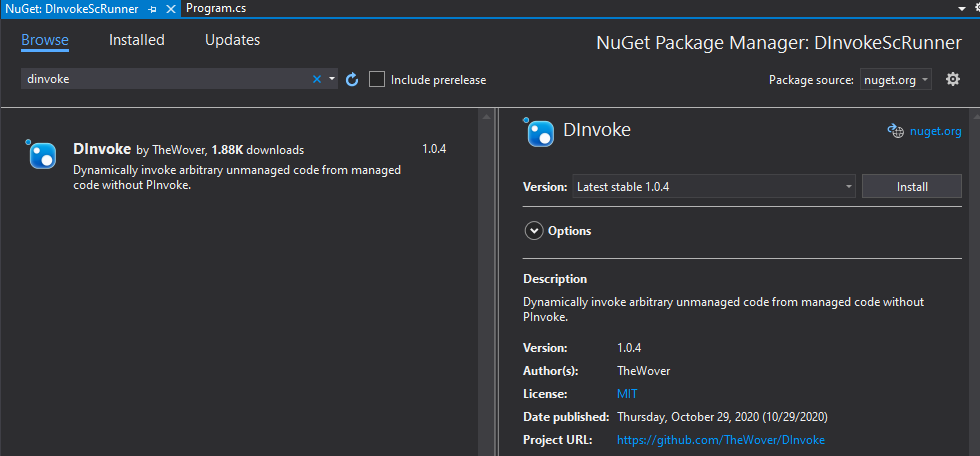 NuGet: DInvokeScRunner Program.cs
Browse Installed Updates NuGet Package Manager: DInvokeScRunner
dinvoke Include prerelease Package source: nuget.org
DInvoke by TheWover, 1.88K downloads 1.0.4
Dynamically invoke arbitrary unmanaged code from managed
code without PInvoke.
DInvoke nuget.org
Version: Latest stable 1.0.4 Install
Options
Description
Dynamically invoke arbitrary unmanaged code from managed code without
PInvoke.
Version: 1.0.4
Author(s): TheWover
License: MIT
Date published: Thursday, October 29, 2020 (10/29/2020)
Project URL: https://github.com/TheWover/DInvoke